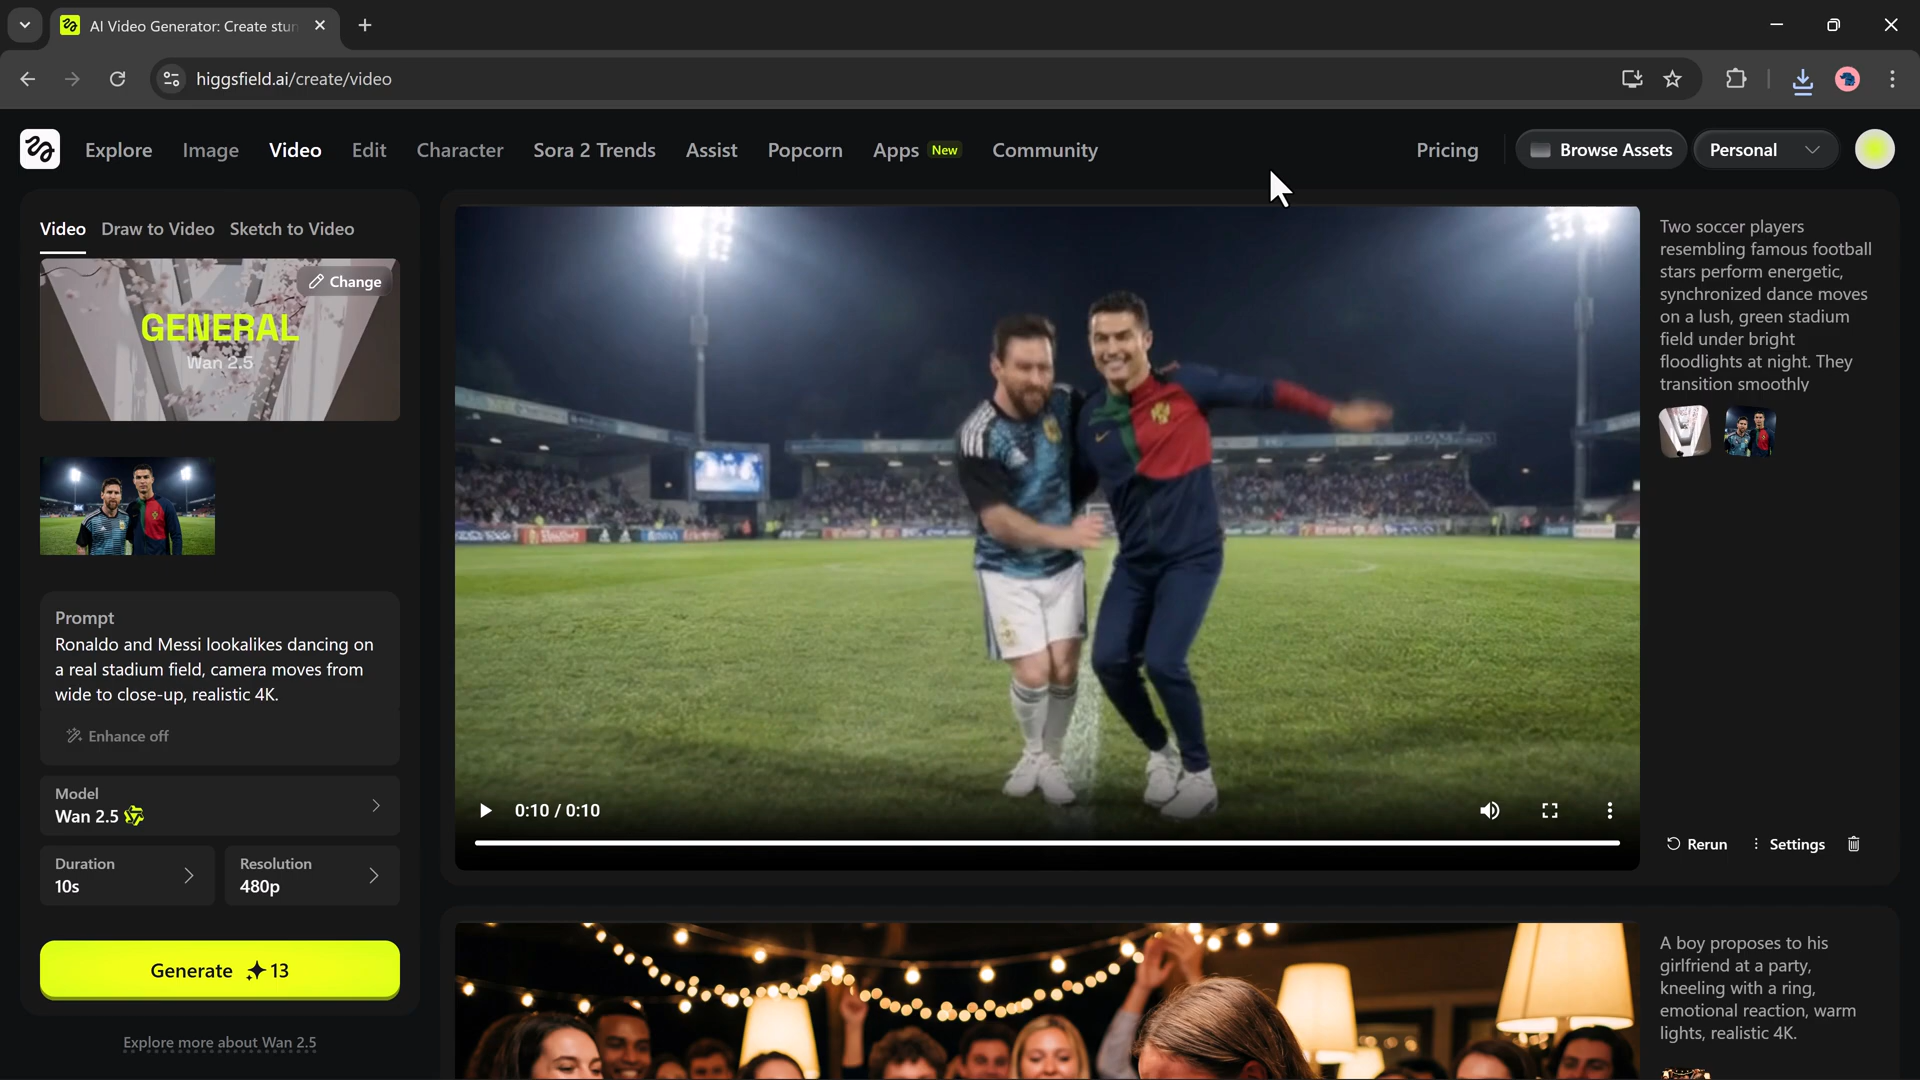 AI Video Generator: Create stun
higgsfield.ai/create/video
Explore
Image
Video
Edit
Character
Sora 2 Trends
Assist
Popcorn
Apps New
Community
Pricing
Browse Assets
Personal
Video
Draw to Video
Sketch to Video
Change
GENERAL
Wan 2.5
Prompt
Ronaldo and Messi lookalikes dancing on
a real stadium field, camera moves from
wide to close-up, realistic 4K.
Enhance off
Model
Wan 2.5
Duration
10s
Resolution
480p
Generate 13
Explore more about Wan 2.5
0:10 / 0:10
Two soccer players
resembling famous football
stars perform energetic,
synchronized dance moves
on a lush, green stadium
field under bright
floodlights at night. They
transition smoothly
Rerun
Settings
A boy proposes to his
girlfriend at a party,
kneeling with a ring,
emotional reaction, warm
lights, realistic 4K.